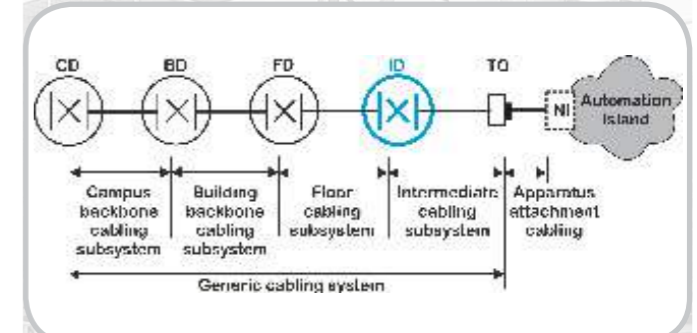 CD BD FD ID TO
NI Automation
Island
Campus Building Floor Intermediate Apparatus
backbone backbone cabling cabling attachment
cabling cabling subsystem subsystem cabling
subsystem subsystem
Generic cabling system